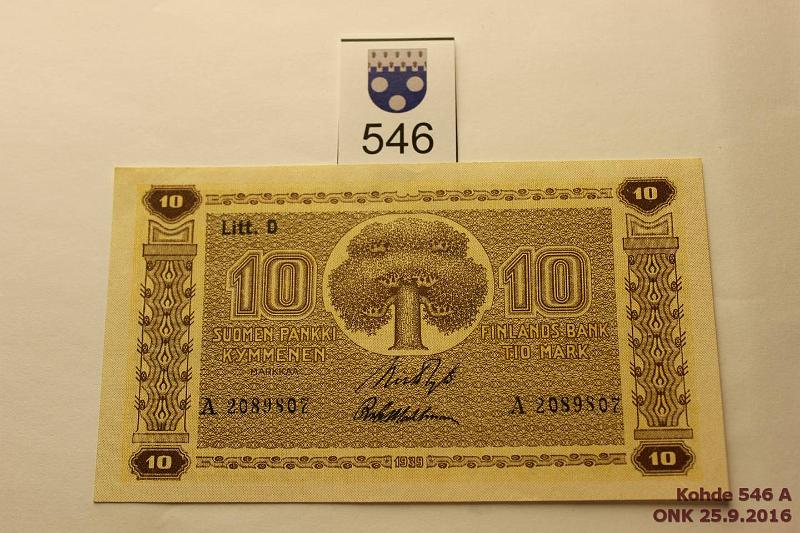 546
10 10
Litt. D
10 10
SUOMEN PANKKI FINLANDS BANK
KYMMENEN TIO MARK
MARKKAA
A 2089807 A 2089807
10 1939 10
Kohde 546 A
ONK 25.9.2016